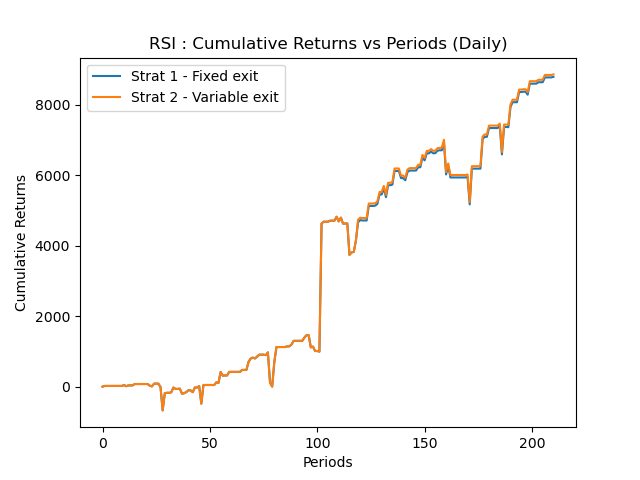 RSI : Cumulative Returns vs Periods (Daily)
Strat 1 - Fixed exit
Strat 2 - Variable exit
Cumulative Returns
8000
6000
4000
2000
0
0 50 100 150 200
Periods